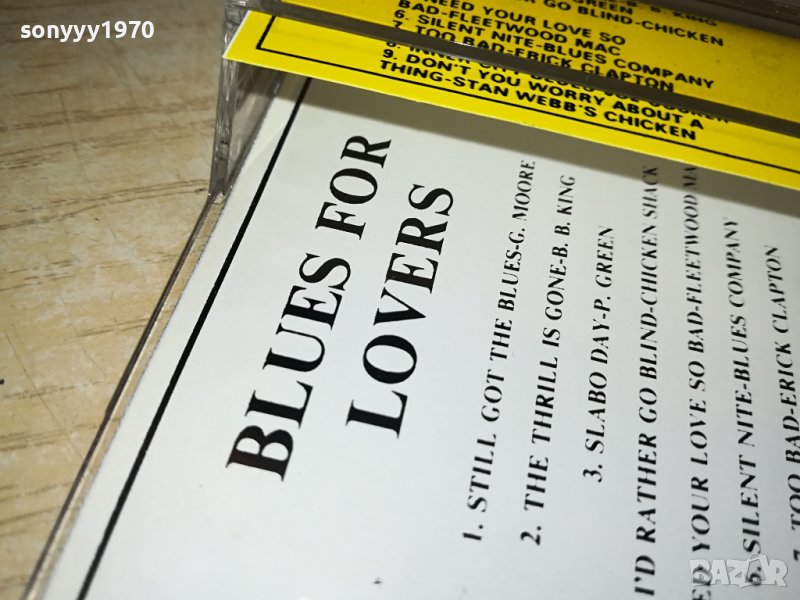 sonyyy1970
GREEN B. B. KING
GO BLIND-CHICKEN
NEED YOUR LOVE SO
BAD-FLEETWOOD MAC
6. SILENT NITE-BLUES COMPANY
7. TOO BAD-ERICK CLAPTON
9. DON'T YOU WORRY ABOUT A
THING-STAN WEBB'S CHICKEN
BLUES FOR
LOVERS
1. STILL GOT THE BLUES-G. MOORE
2. THE THRILL IS GONE-B. B. KING
3. SLABO DAY-P. GREEN
I'D RATHER GO BLIND-CHICKEN SHACK
YOUR LOVE SO BAD-FLEETWOOD MA
6. SILENT NITE-BLUES COMPANY
7. TOO BAD-ERICK CLAPTON
BAZAR